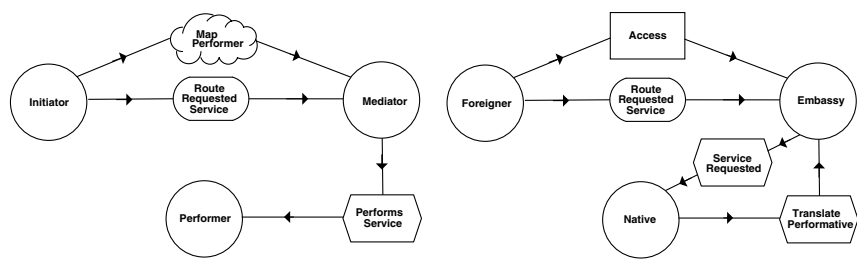 Map
Performer
Initiator
Route
Requested
Service
Mediator
Performer
Performs
Service
Access
Foreigner
Route
Requested
Service
Embassy
Service
Requested
Native
Translate
Performative